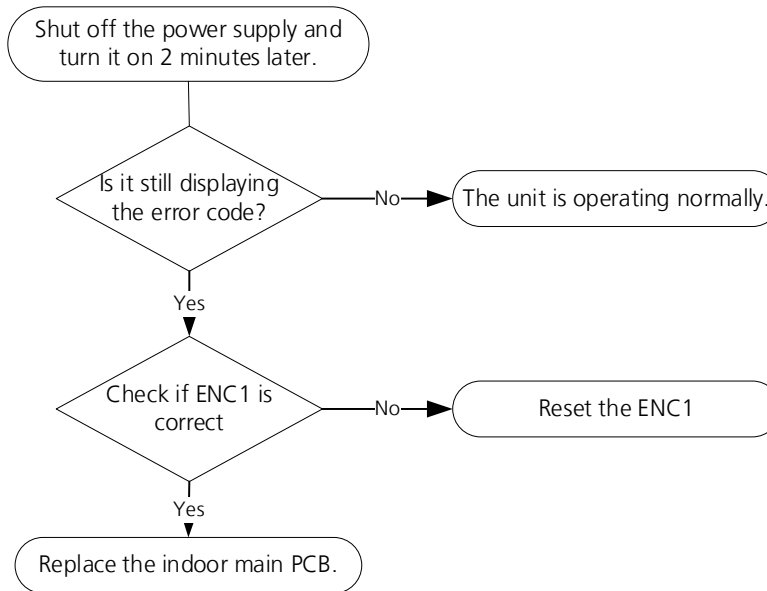 Shut off the power supply and
turn it on 2 minutes later.
Is it still displaying
the error code?
No
The unit is operating normally.
Yes
Check if ENC1 is
correct
No
Reset the ENC1
Yes
Replace the indoor main PCB.